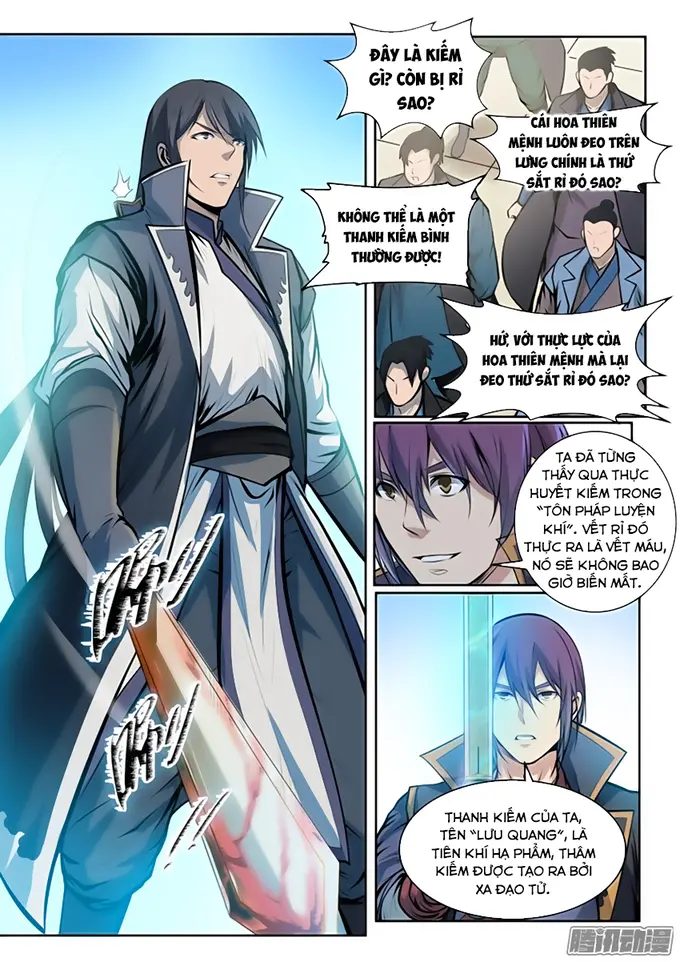 ĐÂY LÀ KIẾM
GÌ? CÒN BỊ RỈ
SAO?
CÁI HOA THIÊN
MỆNH LUÔN ĐEO TRÊN
LƯNG CHÍNH LÀ THỨ
SẮT RỈ ĐÓ SAO?
KHÔNG THỂ LÀ MỘT
THANH KIẾM BÌNH
THƯỜNG ĐƯỢC!
HỨ, VỚI THỰC LỰC CỦA
HOA THIÊN MỆNH MÀ LẠI
ĐEO THỨ SẮT RỈ ĐÓ SAO?
TA ĐÃ TỪNG
THẤY QUA THỰC
HUYẾT KIẾM TRONG
“TÔN PHÁP LUYỆN
KHÍ”. VẾT RỈ ĐÓ
THỰC RA LÀ VẾT MÁU,
NÓ SẼ KHÔNG BAO
GIỜ BIẾN MẤT.
THANH KIẾM CỦA TA,
TÊN “LƯU QUANG”, LÀ
TIÊN KHÍ HẠ PHẨM, THÂM
KIẾM ĐƯỢC TẠO RA BỞI
XA ĐẠO TỬ.
腾讯动漫